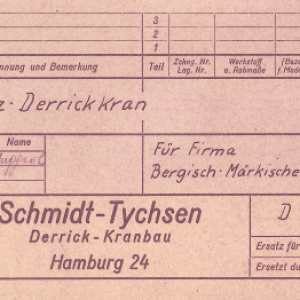 3
2
1
nnung und Bemerkung Teil Zchng. Nr. Lag. Nr. Werkstoff u. Rohmaße
z. Derrickkran
Name
Für Firma
Bergisch-Märkische
Schmidt-Tychsen
D
Derrick-Kranbau
Hamburg 24
Ersatz für
Ersetzt du